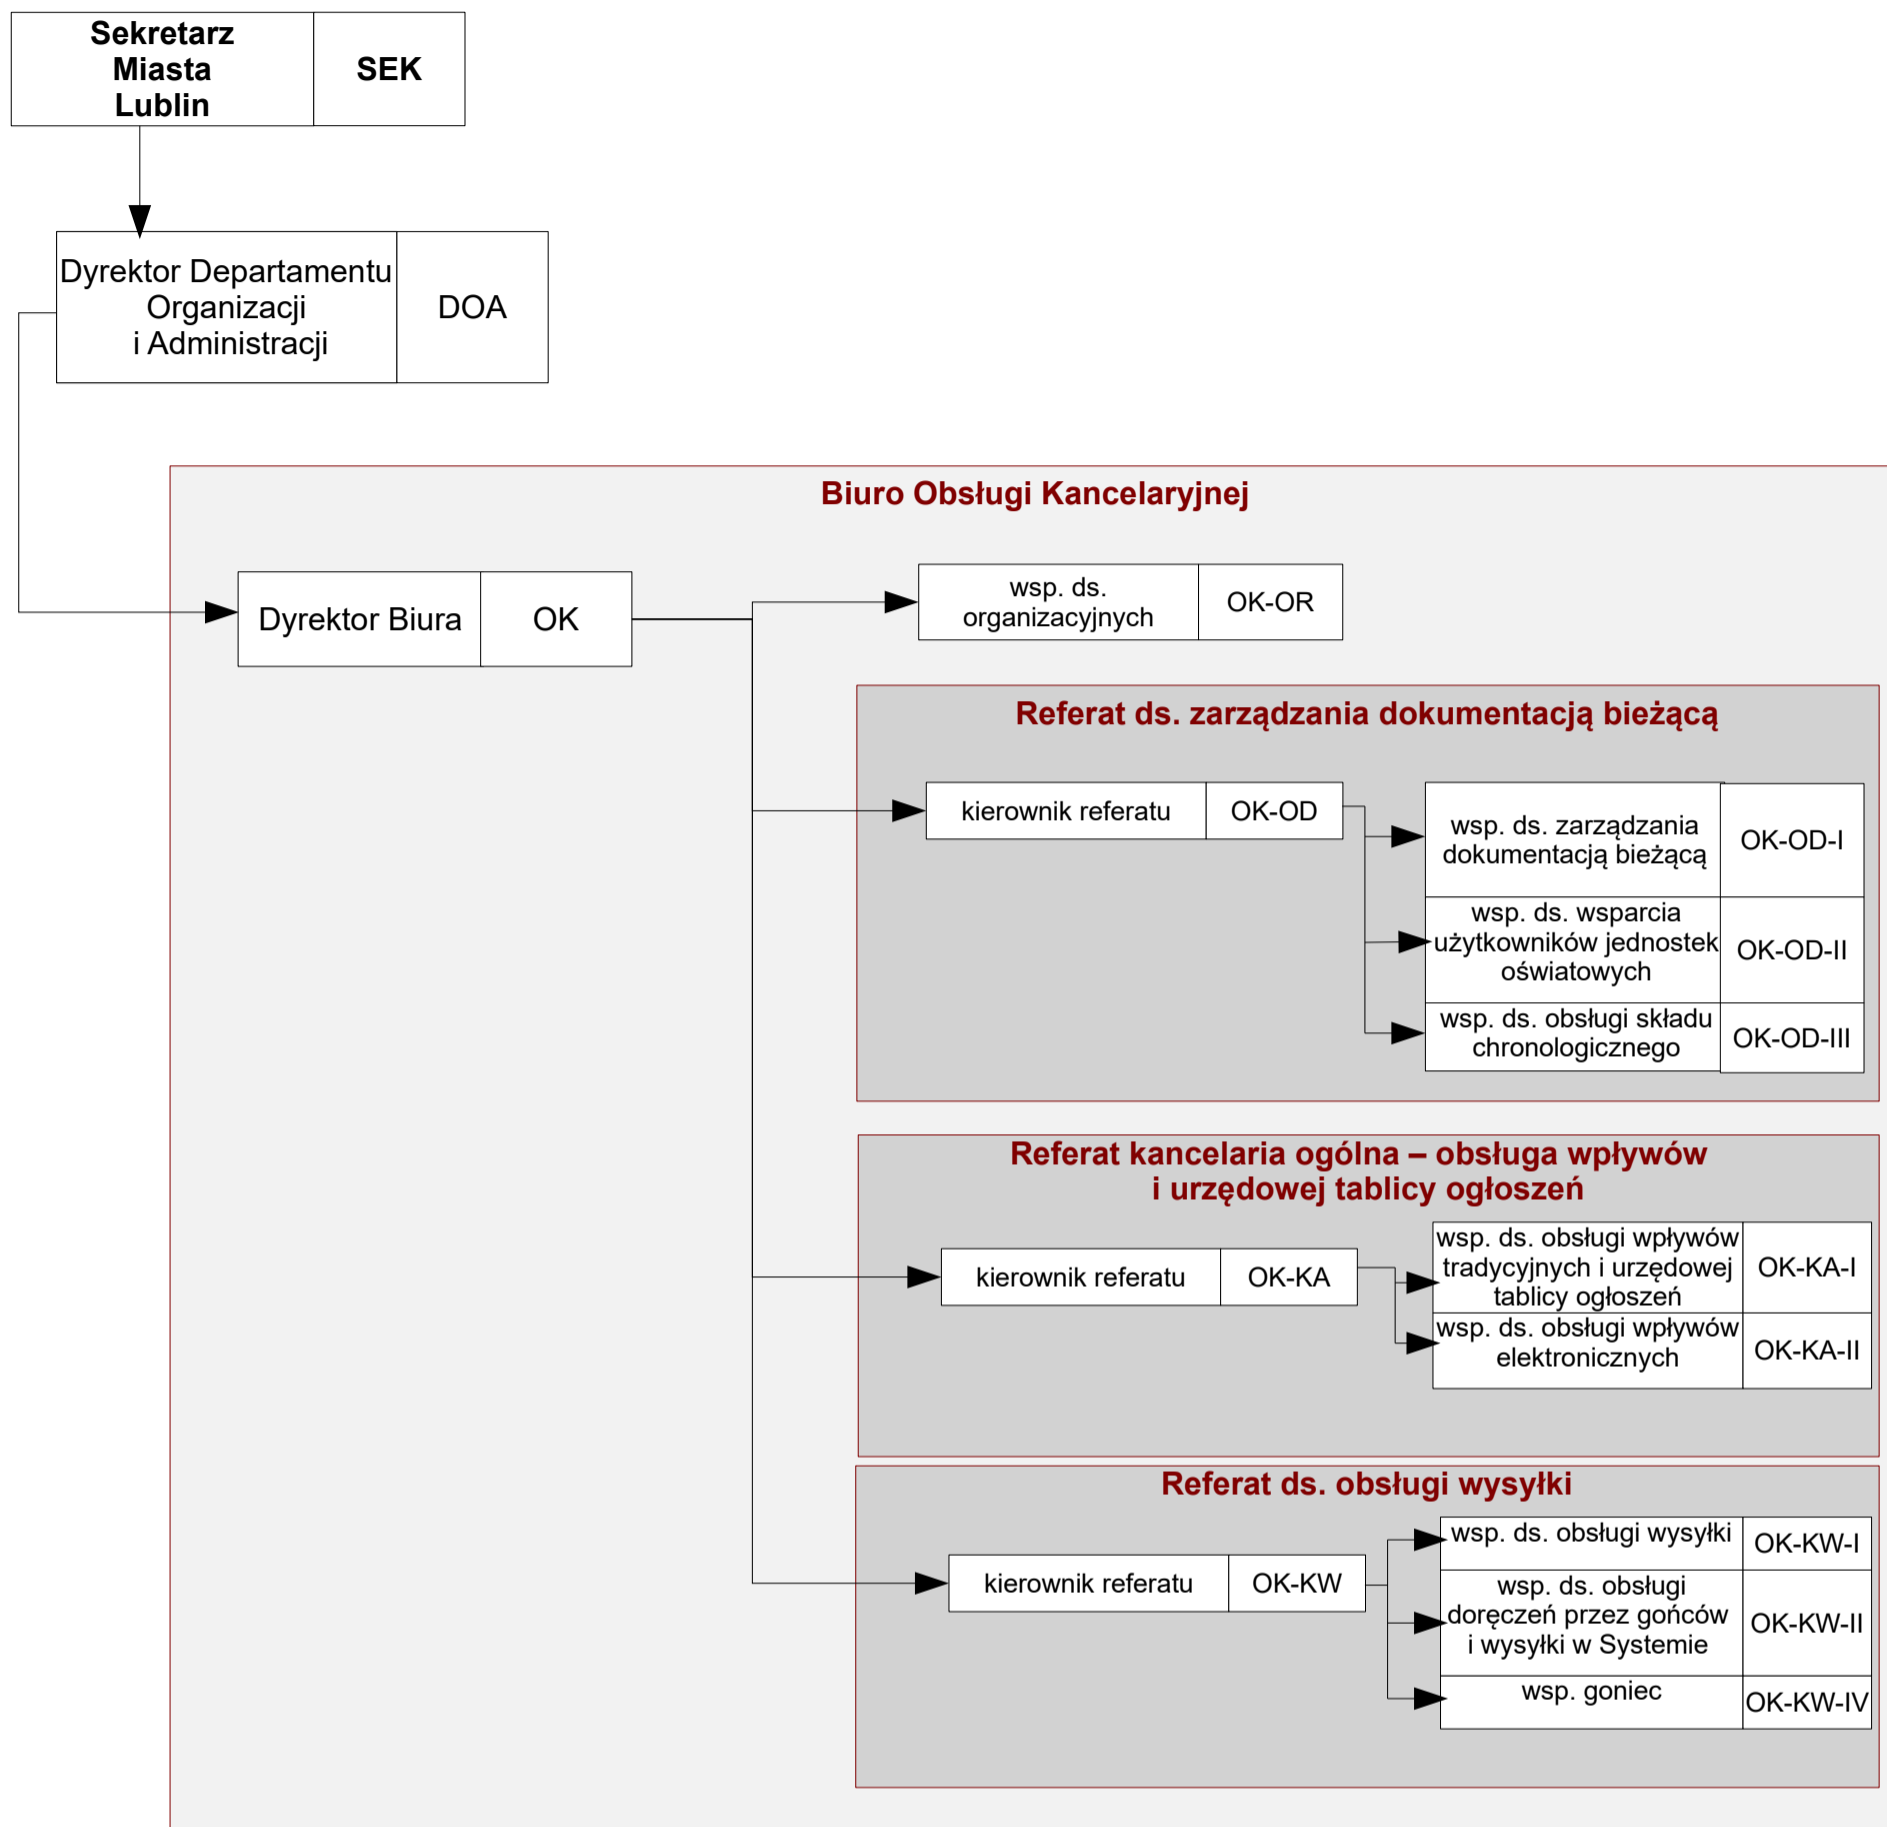 Sekretarz
Miasta
Lublin
SEK
Dyrektor Departamentu
Organizacji
i Administracji
DOA
Biuro Obsługi Kancelaryjnej
Dyrektor Biura
OK
wsp. ds.
organizacyjnych
OK-OR
Referat ds. zarządzania dokumentacją bieżącą
kierownik referatu
OK-OD
wsp. ds. zarządzania
dokumentacją bieżącą
OK-OD-I
wsp. ds. wsparcia
użytkowników jednostek
oświatowych
OK-OD-II
wsp. ds. obsługi składu
chronologicznego
OK-OD-III
Referat kancelaria ogólna – obsługa wpływów
i urzędowej tablicy ogłoszeń
kierownik referatu
OK-KA
wsp. ds. obsługi wpływów
tradycyjnych i urzędowej
tablicy ogłoszeń
OK-KA-I
wsp. ds. obsługi wpływów
elektronicznych
OK-KA-II
Referat ds. obsługi wysyłki
kierownik referatu
OK-KW
wsp. ds. obsługi wysyłki
OK-KW-I
wsp. ds. obsługi
doręczeń przez gońców
i wysyłki w Systemie
OK-KW-II
wsp. goniec
OK-KW-IV